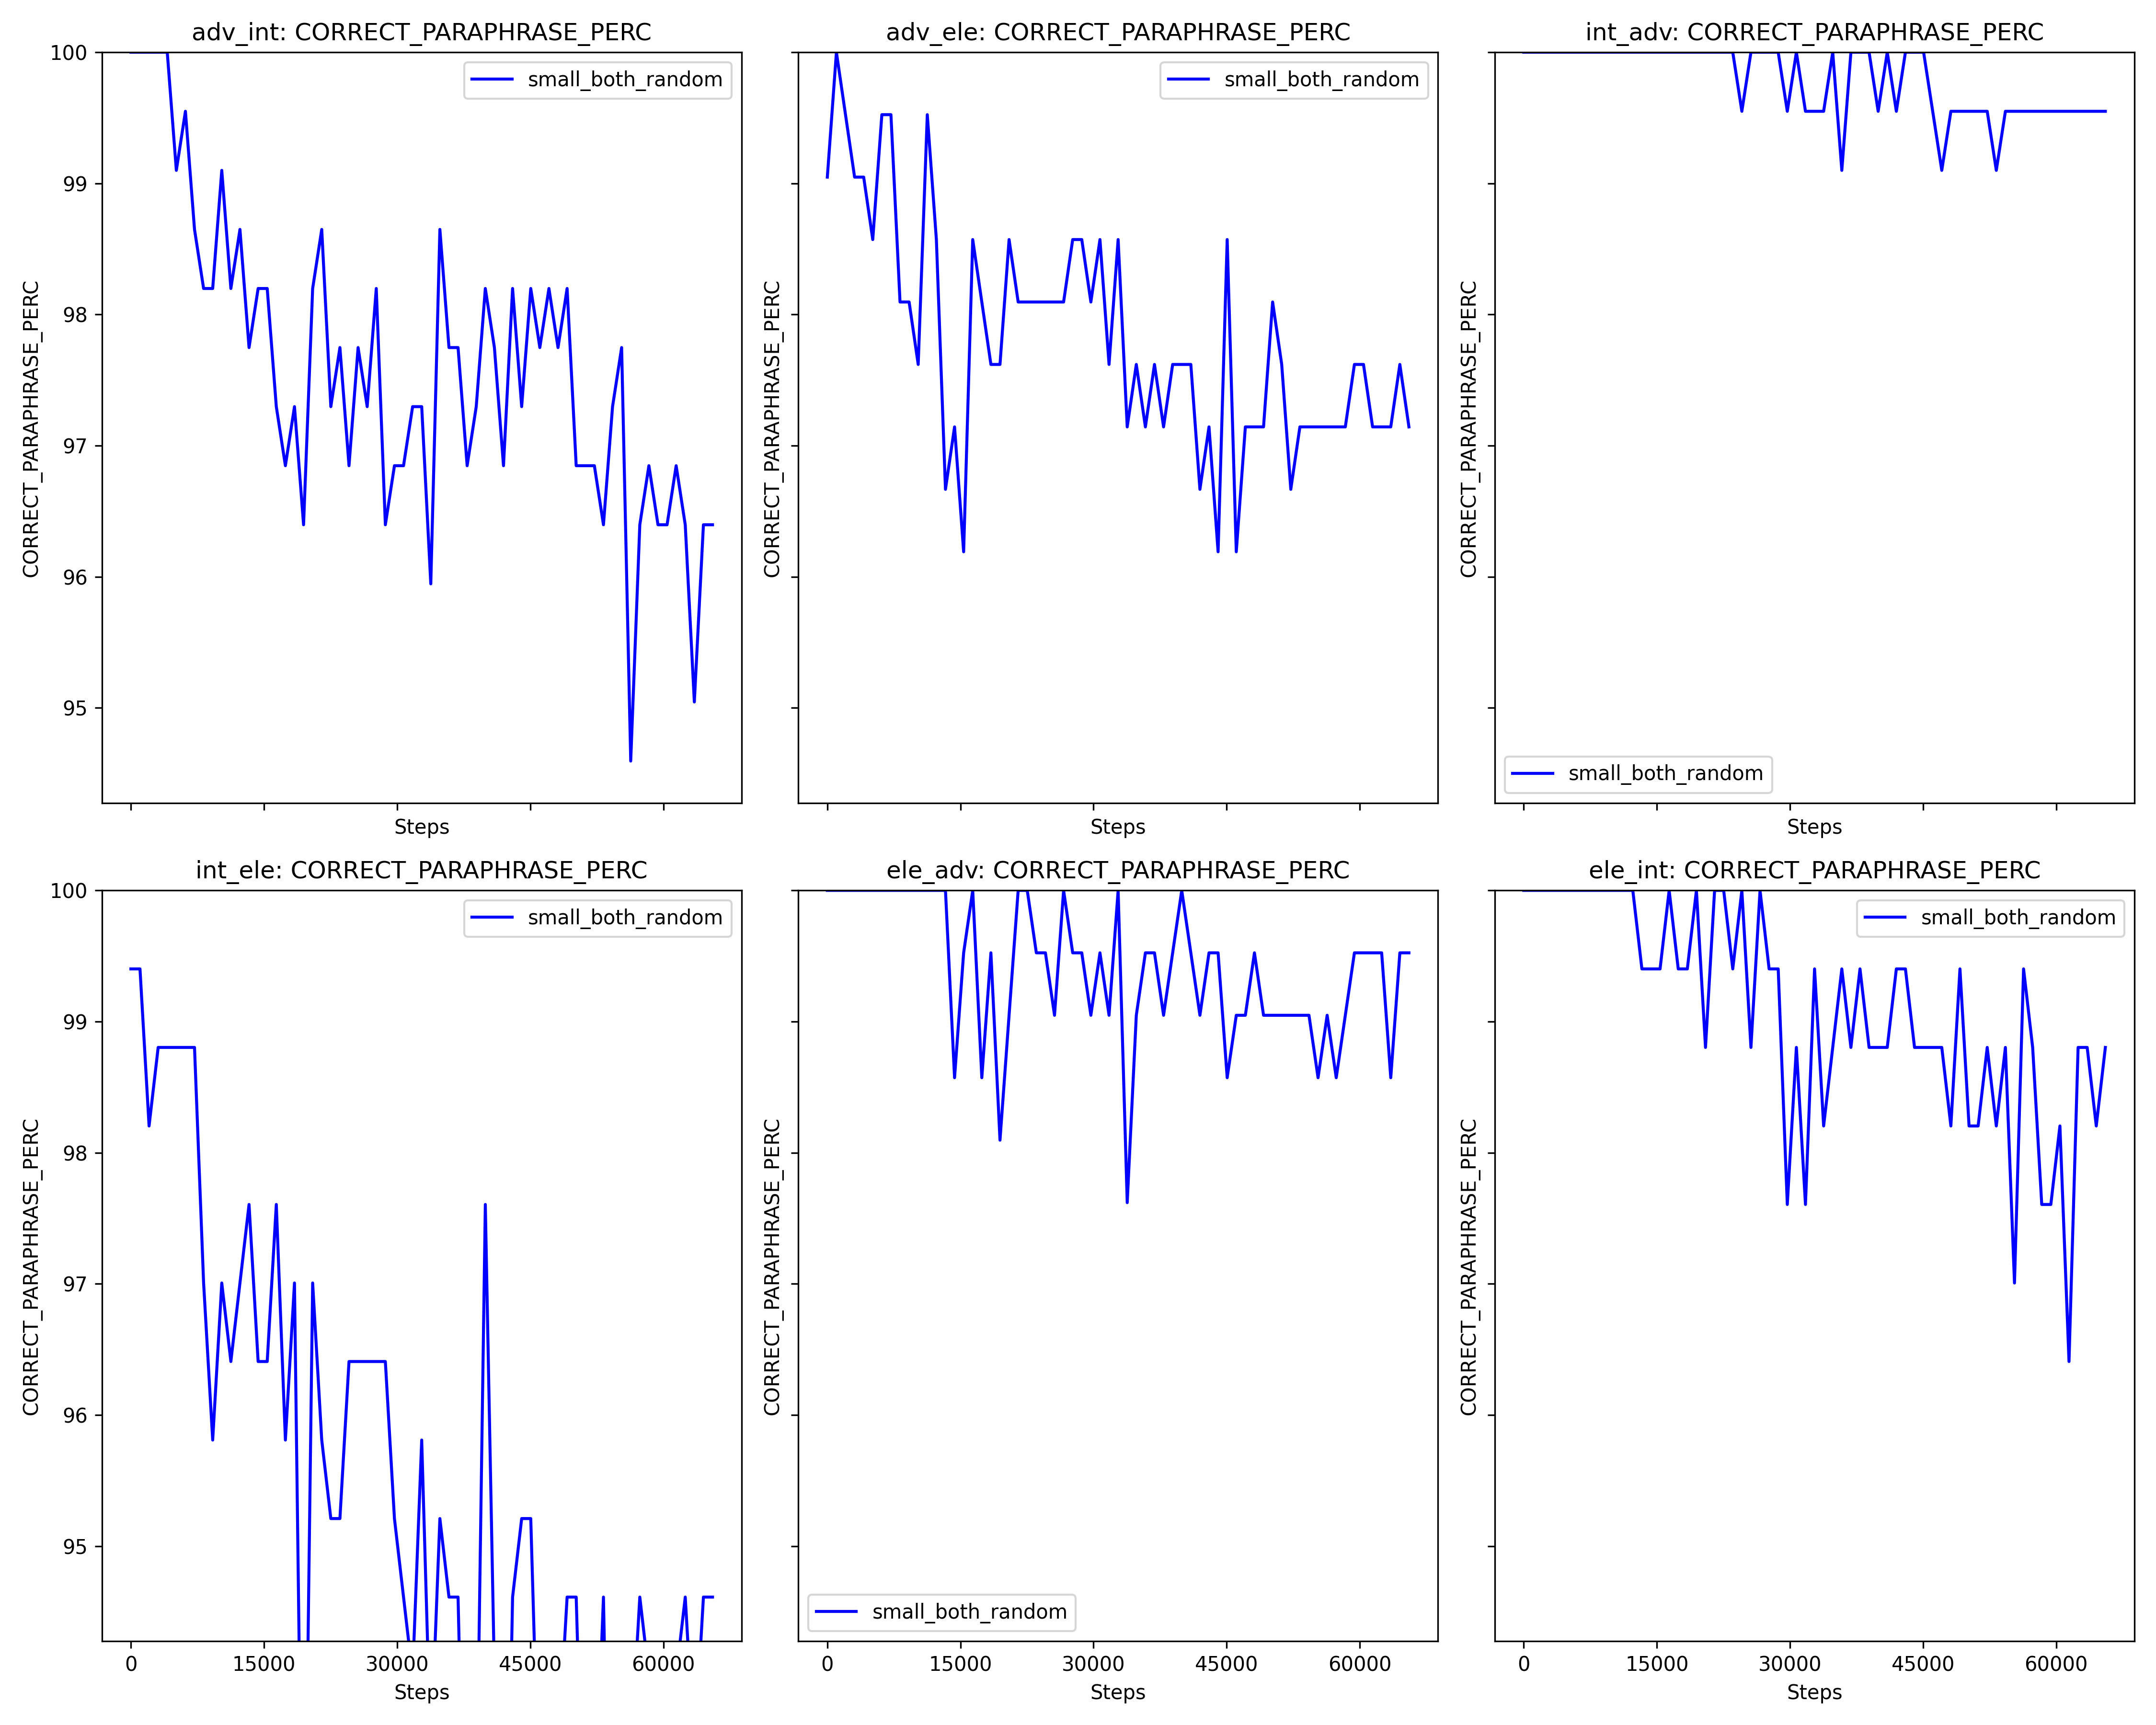 adv_int: CORRECT_PARAPHRASE_PERC
adv_ele: CORRECT_PARAPHRASE_PERC
int_adv: CORRECT_PARAPHRASE_PERC
100
99
98
97
96
95
CORRECT_PARAPHRASE_PERC
small_both_random
Steps
CORRECT_PARAPHRASE_PERC
small_both_random
Steps
CORRECT_PARAPHRASE_PERC
small_both_random
Steps
int_ele: CORRECT_PARAPHRASE_PERC
ele_adv: CORRECT_PARAPHRASE_PERC
ele_int: CORRECT_PARAPHRASE_PERC
100
99
98
97
96
95
CORRECT_PARAPHRASE_PERC
small_both_random
0 15000 30000 45000 60000
Steps
CORRECT_PARAPHRASE_PERC
small_both_random
0 15000 30000 45000 60000
Steps
CORRECT_PARAPHRASE_PERC
small_both_random
0 15000 30000 45000 60000
Steps